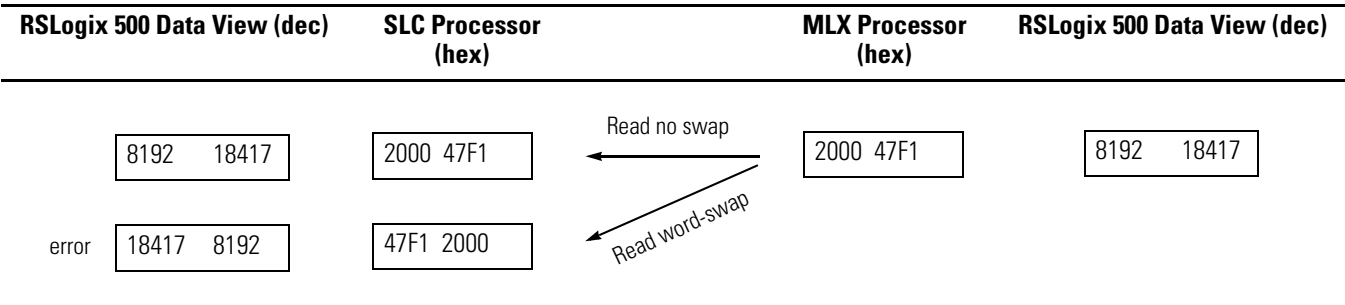 RSLogix 500 Data View (dec) SLC Processor (hex) MLX Processor (hex) RSLogix 500 Data View (dec)
Read no swap
8192 18417 2000 47F1 2000 47F1 8192 18417
Read word-swap
error 18417 8192 47F1 2000